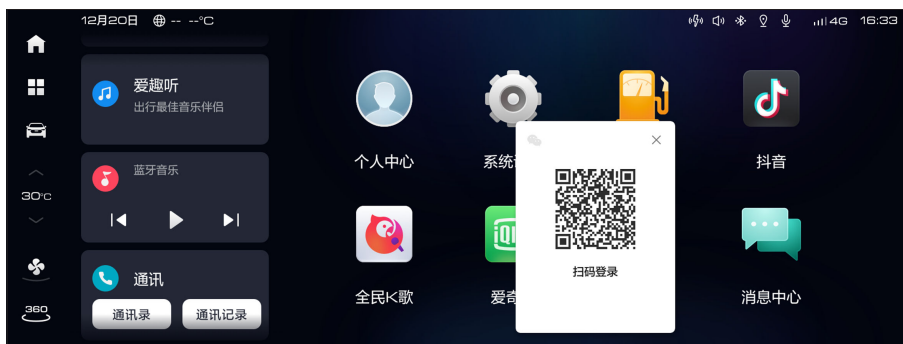 12月20日 -- --°C
4G 16:33
爱趣听
出行最佳音乐伴侣
蓝牙音乐
30°C
通讯
通讯录 通讯记录
360
个人中心
系统
抖音
全民K歌
爱奇
消息中心
扫码登录